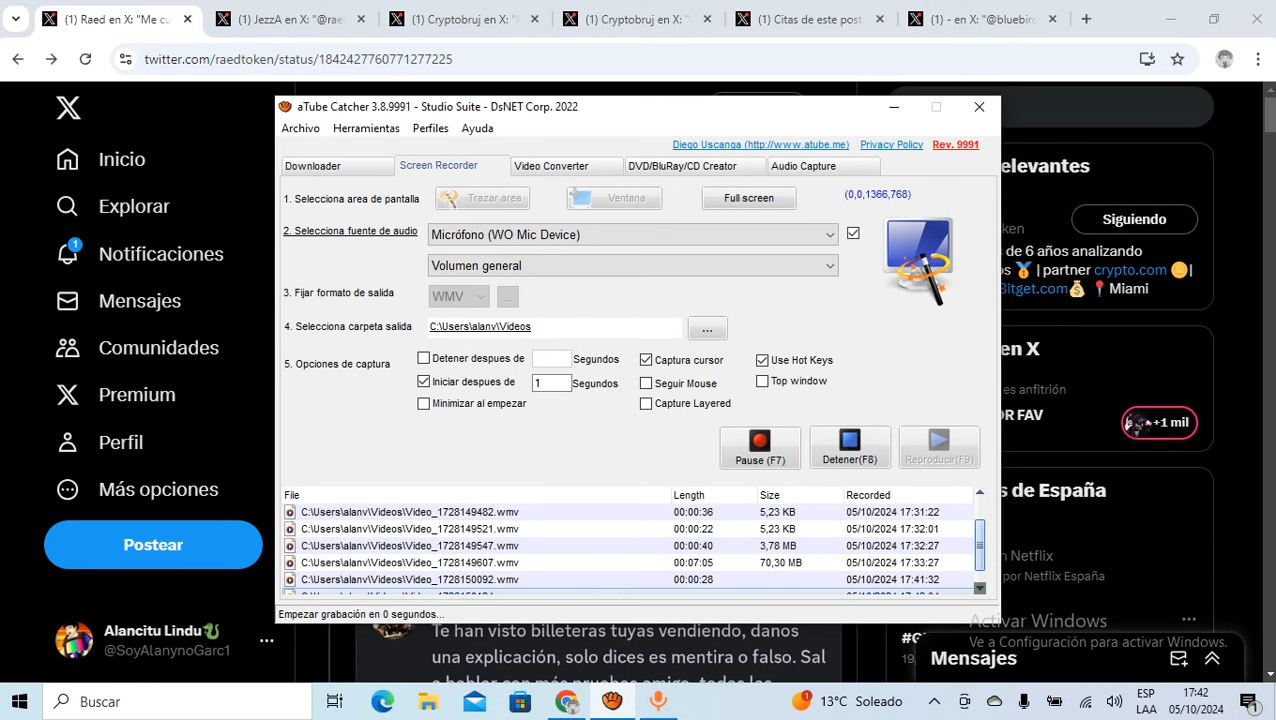 (1) Raed en X: "Me cu
(1) JezzA en X: "@rae
(1) Cryptobruj en X: "
(1) Cryptobruj en X: "
(1) Citas de este post
(1) - en X: "@bluebir
twitter.com/raedtoken/status/1842427760771277225
Inicio
Explorar
1
Notificaciones
Mensajes
Comunidades
Premium
Perfil
Más opciones
Postear
Alancitu Lindu
@SoyAlanynoGarc1
aTube Catcher 3.8.9991 - Studio Suite - DsNET Corp. 2022
Archivo Herramientas Perfiles Ayuda
Diego Uscanga (http://www.atube.me) Privacy Policy Rev. 9991
Downloader Screen Recorder Video Converter DVD/BluRay/CD Creator Audio Capture
1. Selecciona area de pantalla Trazar area Ventana Full screen (0,0,1366,768)
2. Selecciona fuente de audio Micrófono (WO Mic Device)
Volumen general
3. Fijar formato de salida WMV ...
4. Selecciona carpeta salida C:\Users\alanv\Videos ...
5. Opciones de captura
Detener despues de Segundos Captura cursor Use Hot Keys
Iniciar despues de 1 Segundos Seguir Mouse Top window
Minimizar al empezar Capture Layered
Pause (F7) Detener(F8) Reproducir(F9)
File Length Size Recorded
C:\Users\alanv\Videos\Video_1728149482.wmv 00:00:36 5,23 KB 05/10/2024 17:31:22
C:\Users\alanv\Videos\Video_1728149521.wmv 00:00:22 5,23 KB 05/10/2024 17:32:01
C:\Users\alanv\Videos\Video_1728149547.wmv 00:00:40 3,78 MB 05/10/2024 17:32:27
C:\Users\alanv\Videos\Video_1728149607.wmv 00:07:05 70,30 MB 05/10/2024 17:33:27
C:\Users\alanv\Videos\Video_1728150092.wmv 00:00:28 05/10/2024 17:41:32
Empezar grabación en 0 segundos...
Te han visto billeteras tuyas vendiendo, danos
una explicación, solo dices es mentira o falso. Sal
elevantes
Siguiendo
ken
s de 6 años analizando
os | partner crypto.com |
Bitget.com Miami
en X
anfitrión
OR FAV
+1 mil
s de España
n Netflix
por Netflix España
Activar Windows
Ve a Configuración para activar Windows.
Mensajes
Buscar
1
13°C Soleado
ESP
LAA
17:42
05/10/2024
1